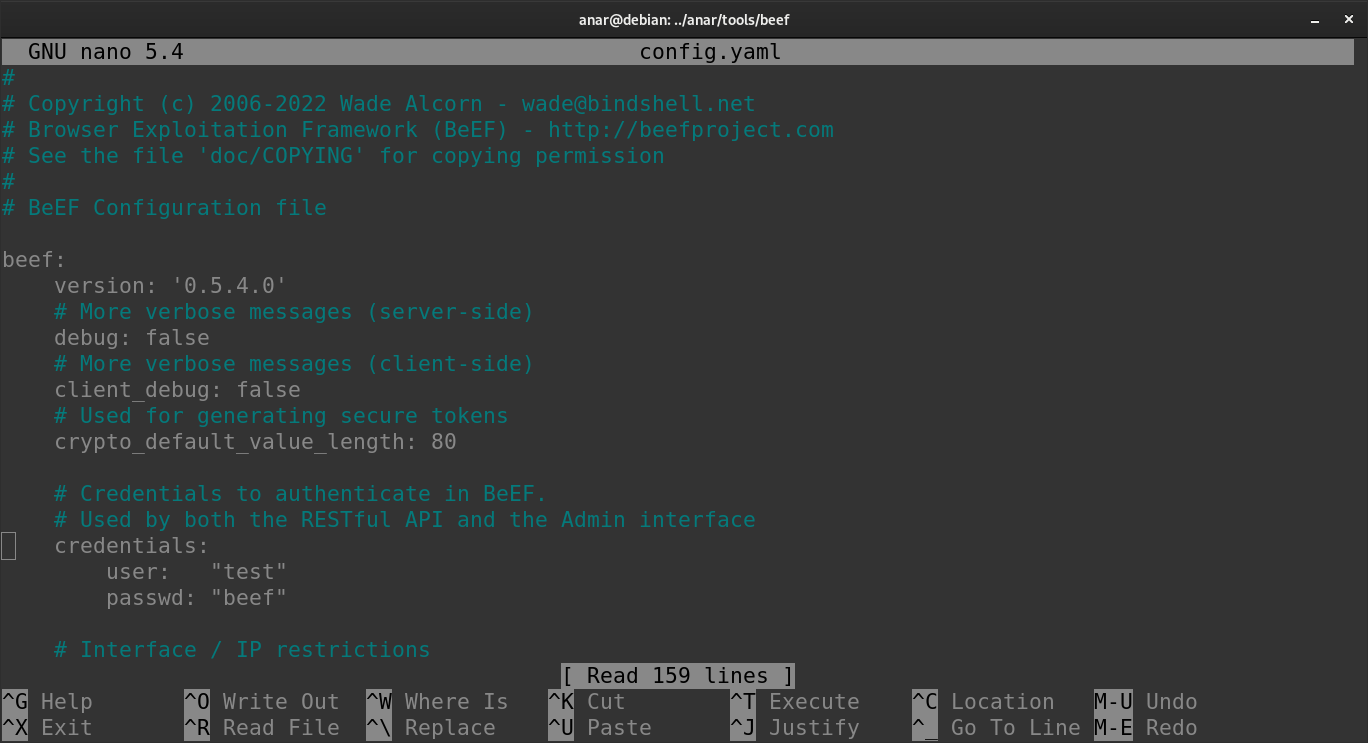 anar@debian: ../anar/tools/beef
GNU nano 5.4 config.yaml
#
# Copyright (c) 2006-2022 Wade Alcorn - wade@bindshell.net
# Browser Exploitation Framework (BeEF) - http://beefproject.com
# See the file 'doc/COPYING' for copying permission
#
# BeEF Configuration file

beef:
    version: '0.5.4.0'
    # More verbose messages (server-side)
    debug: false
    # More verbose messages (client-side)
    client_debug: false
    # Used for generating secure tokens
    crypto_default_value_length: 80

    # Credentials to authenticate in BeEF.
    # Used by both the RESTful API and the Admin interface
    credentials:
        user:   "test"
        passwd: "beef"

    # Interface / IP restrictions
[ Read 159 lines ]
^G Help ^O Write Out ^W Where Is ^K Cut ^T Execute ^C Location M-U Undo
^X Exit ^R Read File ^\ Replace ^U Paste ^J Justify ^_ Go To Line M-E Redo